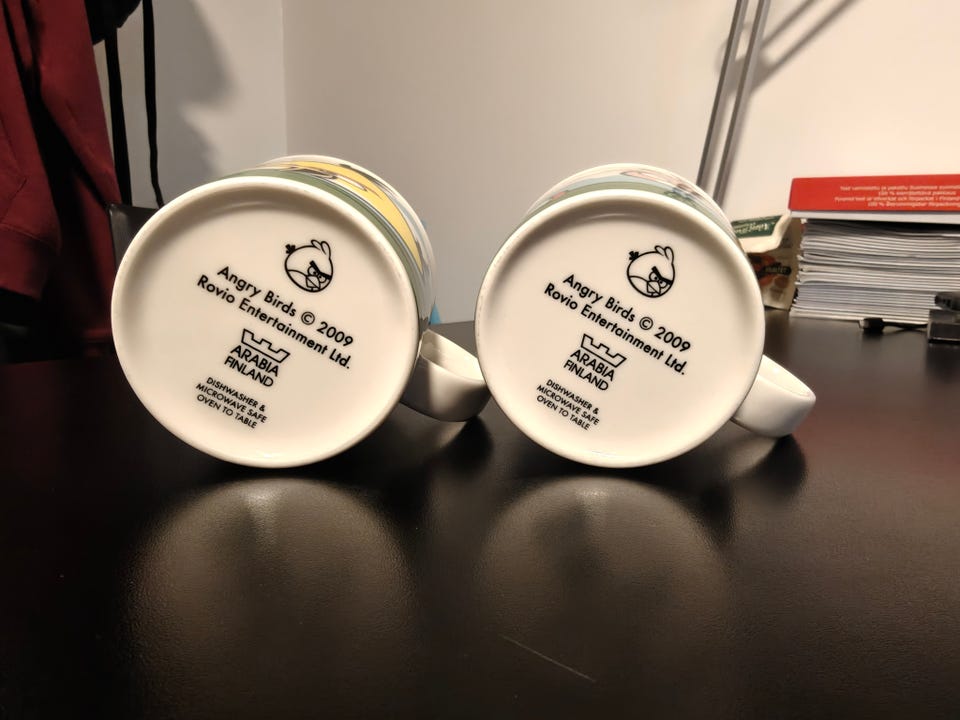 Angry Birds © 2009
Rovio Entertainment Ltd.
ARABIA
FINLAND
DISHWASHER &
MICROWAVE SAFE
OVEN TO TABLE
Angry Birds © 2009
Rovio Entertainment Ltd.
ARABIA
FINLAND
DISHWASHER &
MICROWAVE SAFE
OVEN TO TABLE